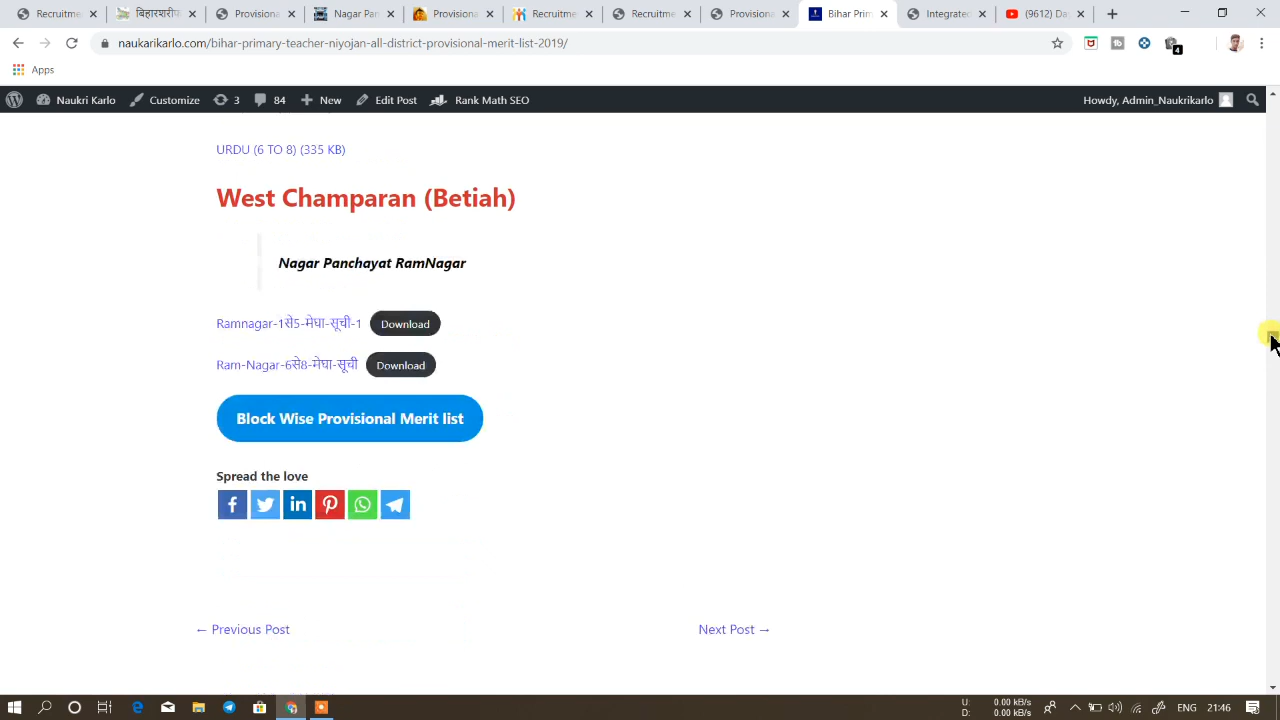 Recruitme
बिहारशरीफ
Provisiona
Nagar Pan
Provisiona
Recruitme
Recruitme
Provisiona
Bihar Prim
Integrated
(9612) Da
naukarikarlo.com/bihar-primary-teacher-niyojan-all-district-provisional-merit-list-2019/
4
Apps
Naukri Karlo
Customize
3
84
New
Edit Post
Rank Math SEO
Howdy, Admin_Naukrikarlo
URDU (6 TO 8) (335 KB)
West Champaran (Betiah)
Nagar Panchayat RamNagar
Ramnagar-1से5-मेघा-सूची-1 Download
Ram-Nagar-6से8-मेघा-सूची Download
Block Wise Provisional Merit list
Spread the love
← Previous Post
Next Post →
U: 0.00 kB/s
D: 0.00 kB/s
ENG
21:46